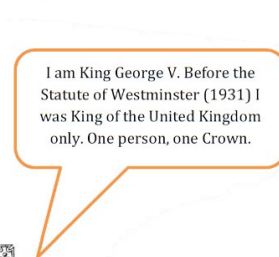 I am King George V. Before the
Statute of Westminster (1931) I
was King of the United Kingdom
only. One person, one Crown.